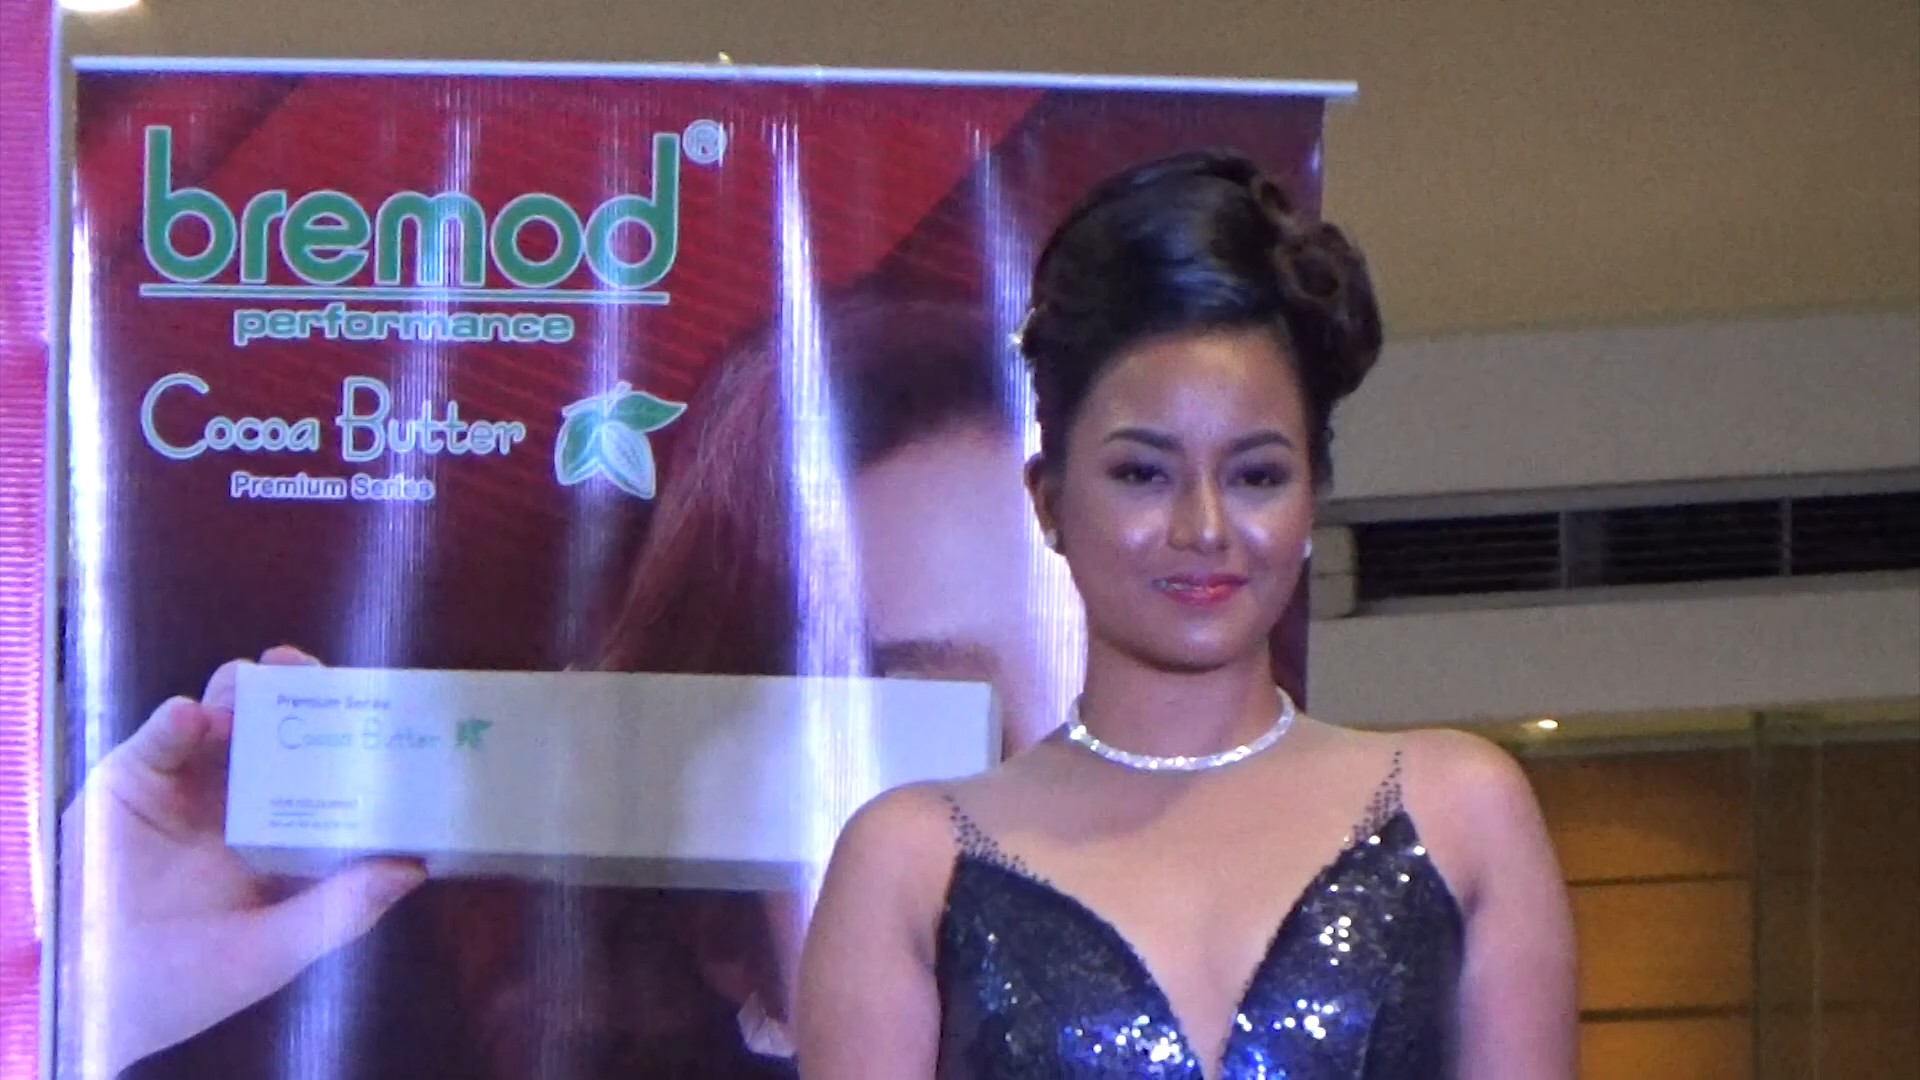 bremod®
performance
Cocoa Butter
Premium Series
Premium Series
Cocoa Butter